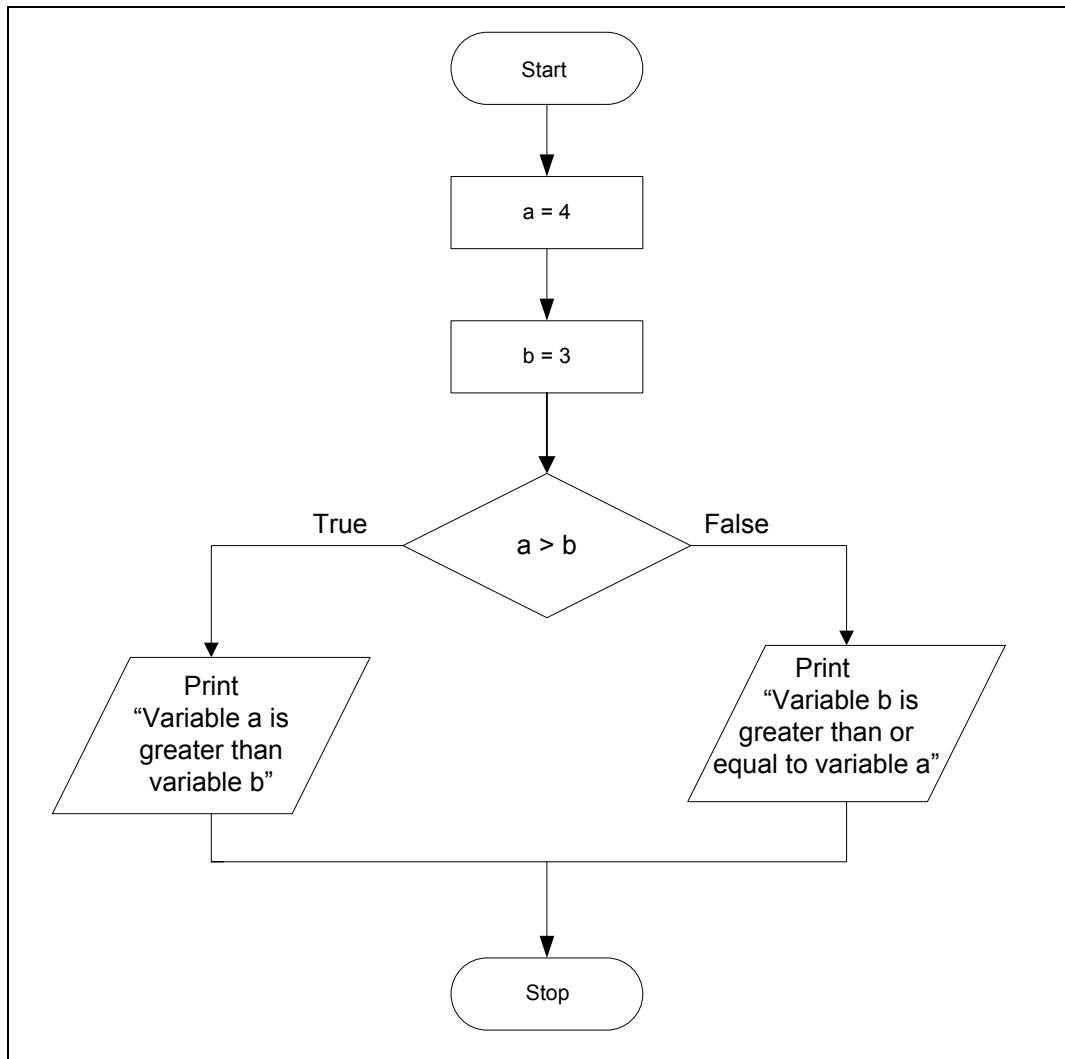 Start
a = 4
b = 3
True
False
a > b
Print
“Variable a is
greater than
variable b”
Print
“Variable b is
greater than or
equal to variable a”
Stop